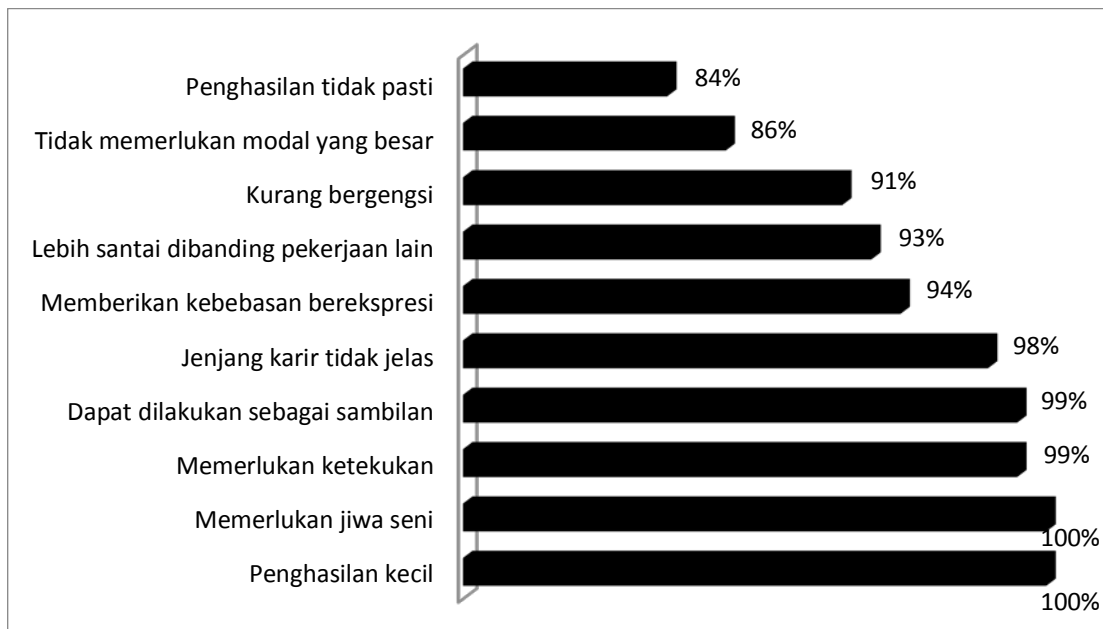 Penghasilan tidak pasti 84%
Tidak memerlukan modal yang besar 86%
Kurang bergengsi 91%
Lebih santai dibanding pekerjaan lain 93%
Memberikan kebebasan berekspresi 94%
Jenjang karir tidak jelas 98%
Dapat dilakukan sebagai sambilan 99%
Memerlukan ketekukan 99%
Memerlukan jiwa seni 100%
Penghasilan kecil 100%